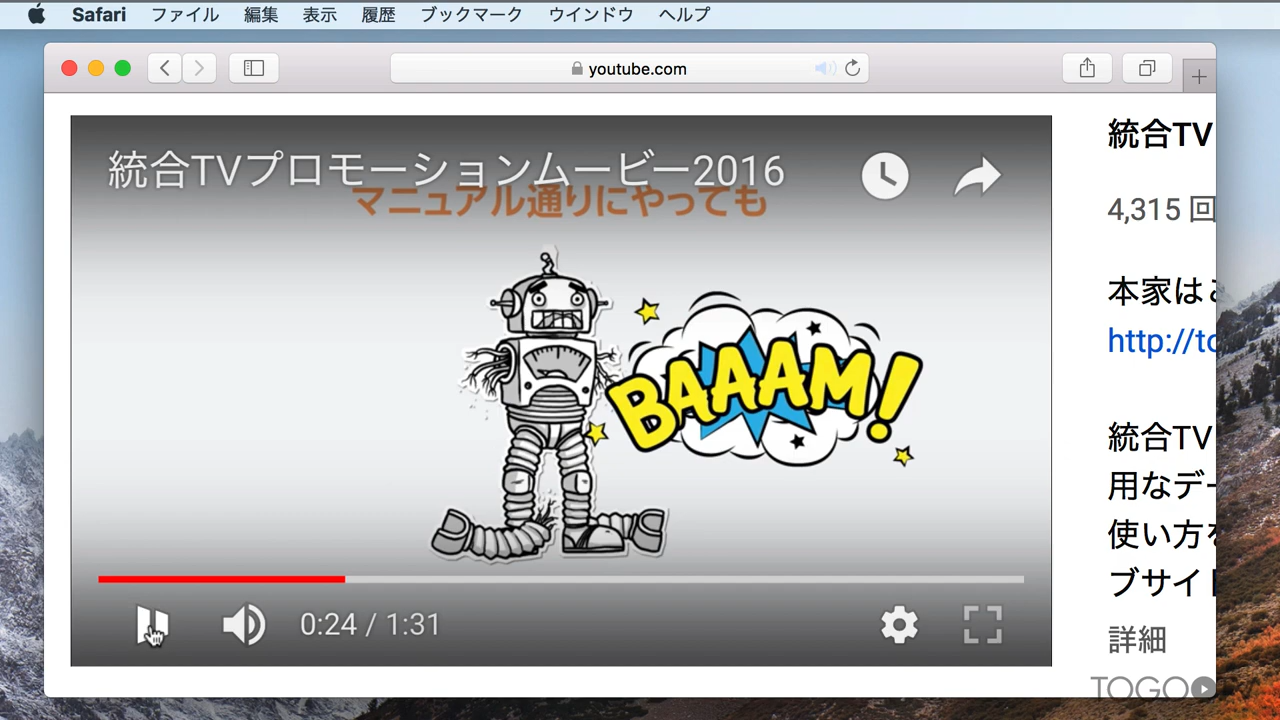 Safari ファイル 編集 表示 履歴 ブックマーク ウインドウ ヘルプ
youtube.com
統合TVプロモーションムービー2016
マニュアル通りにやっても
BAAAM!
0:24 / 1:31
統合TV
4,315 回
本家は
http://to
統合TV
用なデー
使い方を
ブサイト
詳細
TOGO